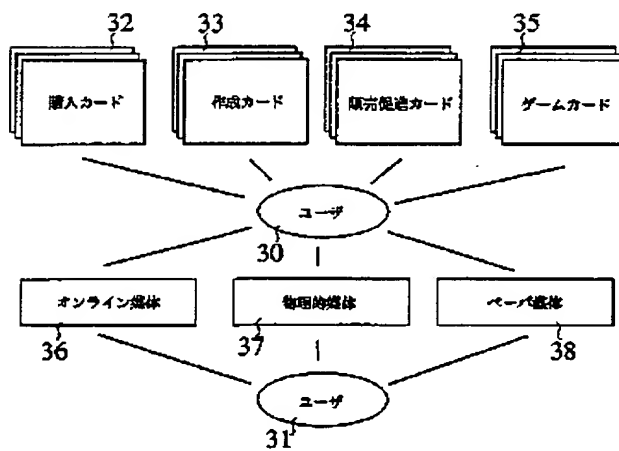 32
33
34
35
購入カード
作成カード
販売促進カード
ゲームカード
ユーザ
30
オンライン媒体
物理的媒体
ペーパ媒体
36
37
38
ユーザ
31